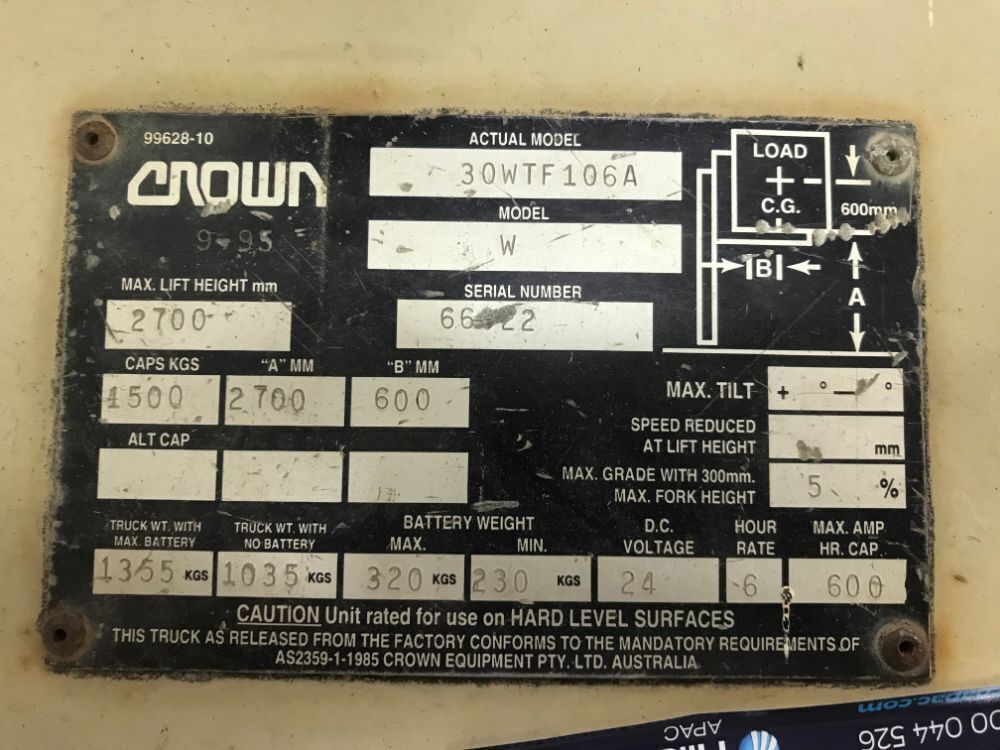 99628-10
CROWN
9-95
ACTUAL MODEL
30WTF106A
MODEL
W
LOAD
C.G.
600mm
B
A
MAX. LIFT HEIGHT mm
2700
SERIAL NUMBER
CAPS KGS "A" MM "B" MM
1500 2700 600
ALT CAP
MAX. TILT + ° — °
SPEED REDUCED
AT LIFT HEIGHT mm
MAX. GRADE WITH 300mm.
MAX. FORK HEIGHT 5 %
TRUCK WT. WITH
MAX. BATTERY
1355 KGS
TRUCK WT. WITH
NO BATTERY
1035 KGS
BATTERY WEIGHT
MAX. MIN.
320 KGS 230 KGS
D.C.
VOLTAGE
24
HOUR
RATE
6
MAX. AMP
HR. CAP.
600
CAUTION Unit rated for use on HARD LEVEL SURFACES
THIS TRUCK AS RELEASED FROM THE FACTORY CONFORMS TO THE MANDATORY REQUIREMENTS OF
AS2359-1-1985 CROWN EQUIPMENT PTY. LTD. AUSTRALIA
APAC
pac.com
00 044 526